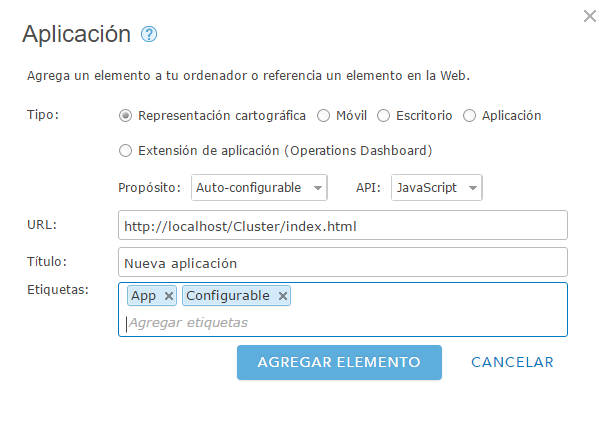 Aplicación ?
Agrega un elemento a tu ordenador o referencia un elemento en la Web.
Tipo: Representación cartográfica Móvil Escritorio Aplicación
Extensión de aplicación (Operations Dashboard)
Propósito: Auto-configurable API: JavaScript
URL: http://localhost/Cluster/index.html
Título: Nueva aplicación
Etiquetas: App Configurable
Agregar etiquetas
AGREGAR ELEMENTO CANCELAR